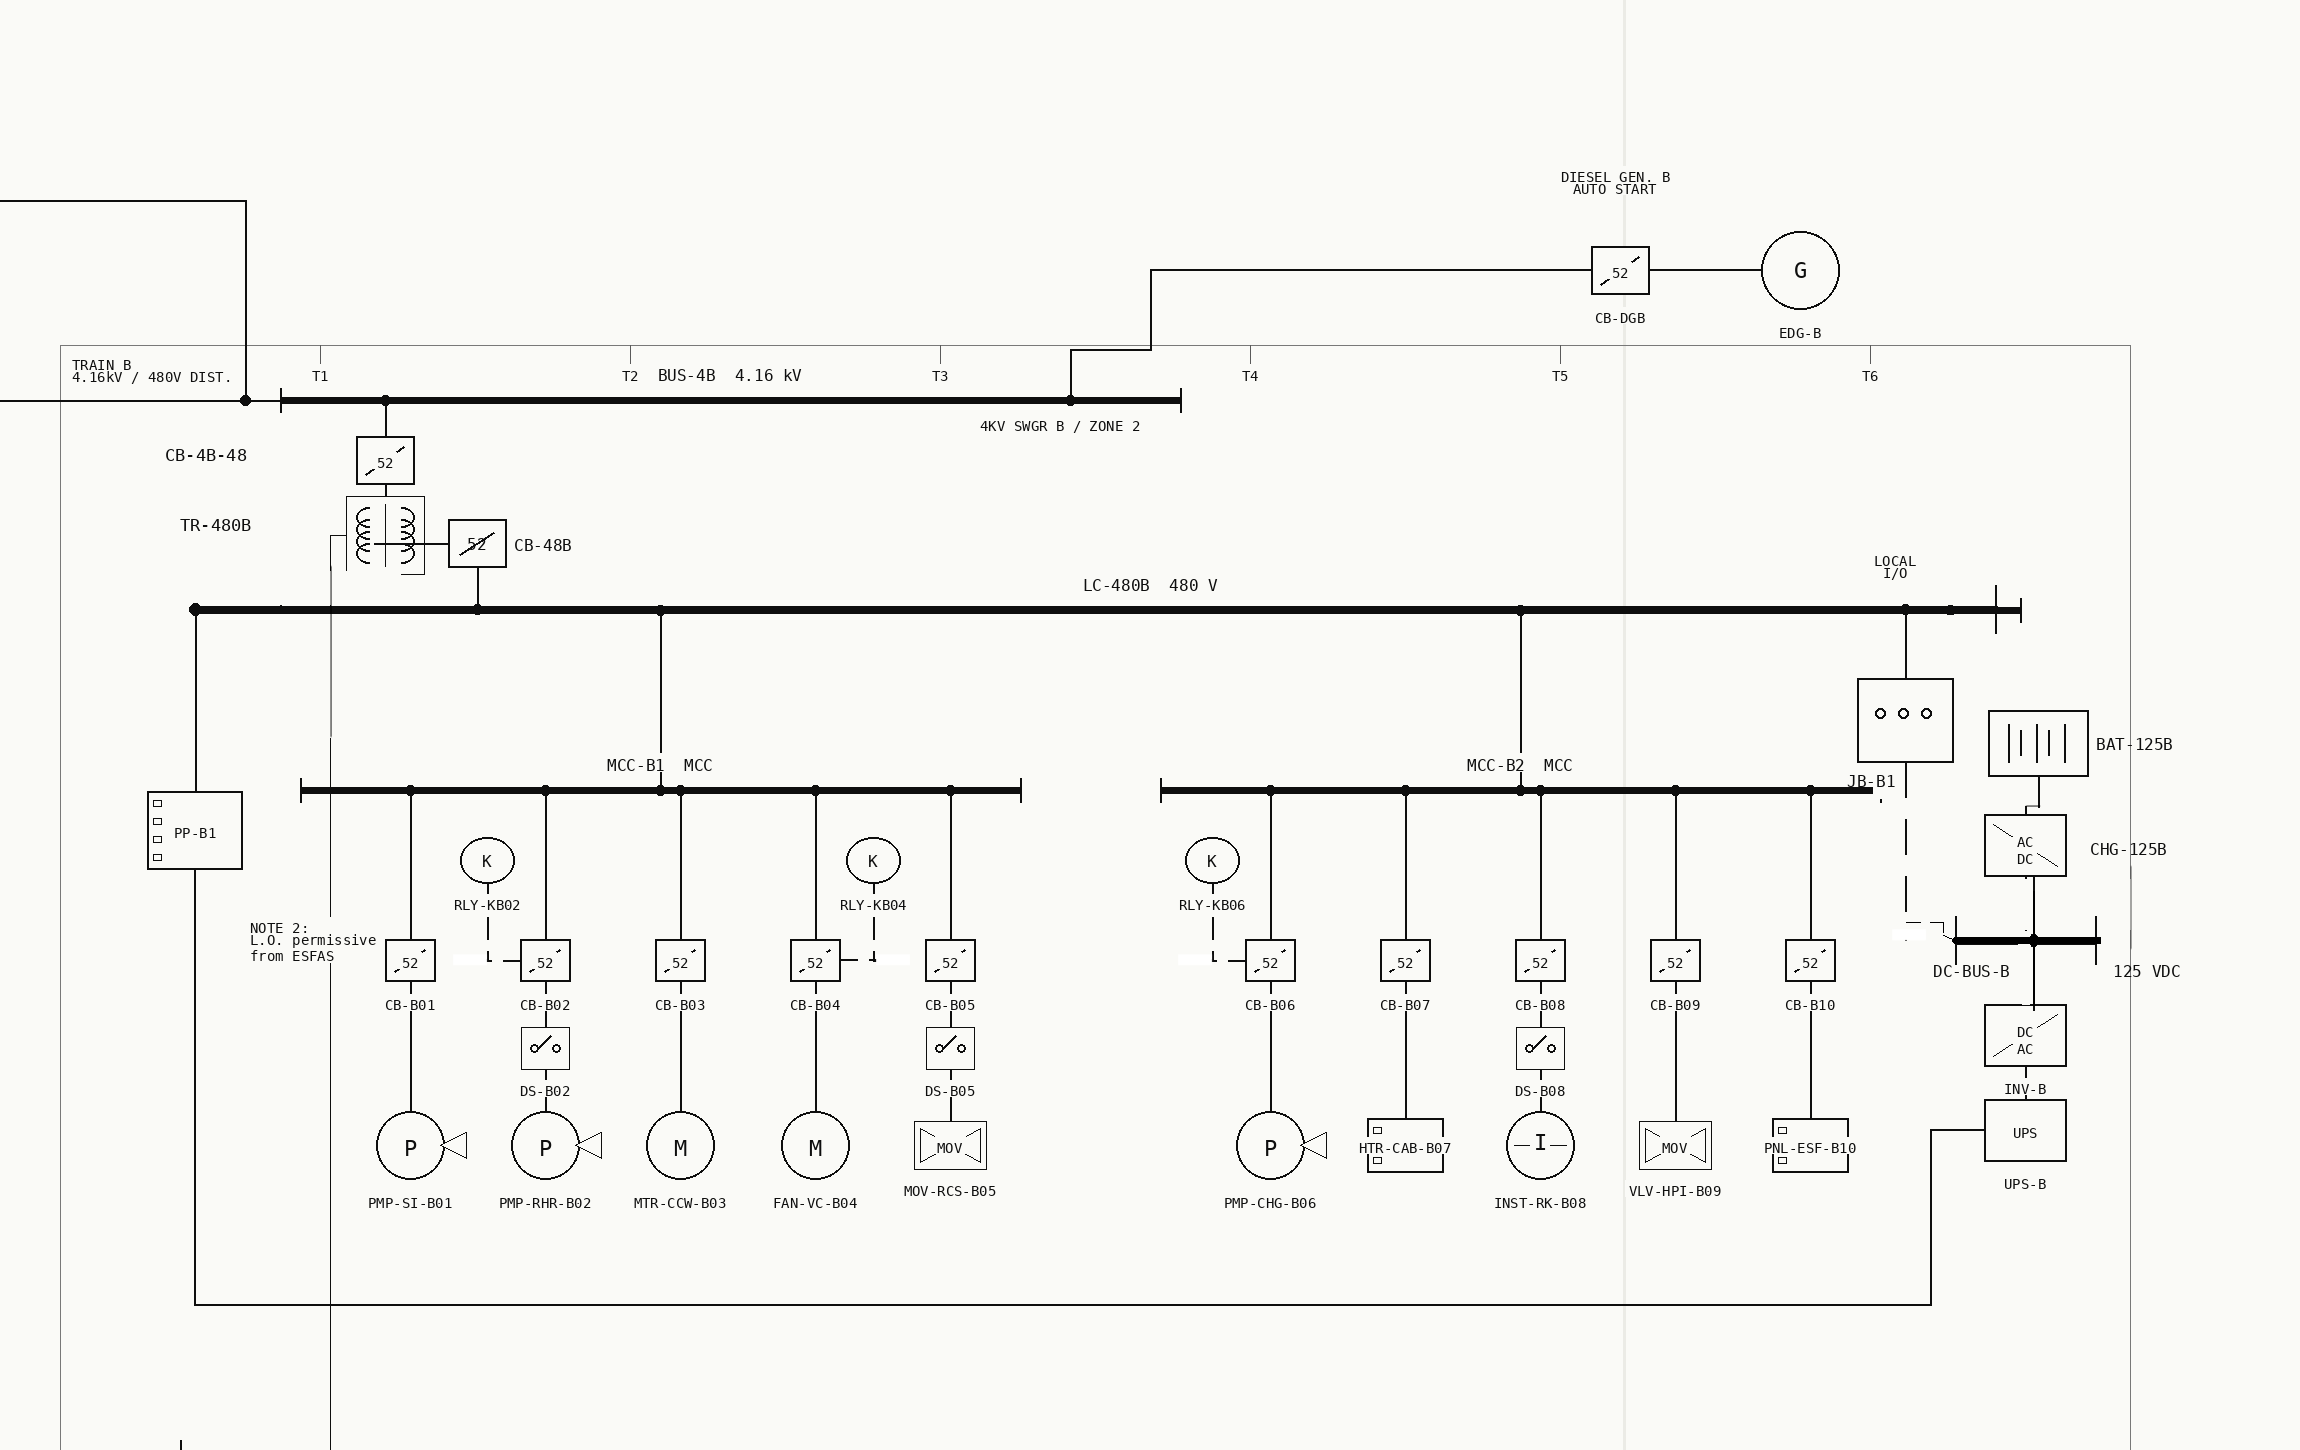 DIESEL GEN. B
AUTO START
52
G
CB-DGB
EDG-B
TRAIN B
4.16kV / 480V DIST.
T1
T2
BUS-4B  4.16 kV
T3
T4
T5
T6
4KV SWGR B / ZONE 2
CB-4B-48
52
TR-480B
52
CB-48B
LOCAL
I/O
LC-480B  480 V
BAT-125B
MCC-B1  MCC
MCC-B2  MCC
JB-B1
PP-B1
AC
DC
CHG-125B
K
K
K
RLY-KB02
RLY-KB04
RLY-KB06
NOTE 2:
L.O. permissive
from ESFAS
52
52
52
52
52
52
52
52
52
52
DC-BUS-B
125 VDC
CB-B01
CB-B02
CB-B03
CB-B04
CB-B05
CB-B06
CB-B07
CB-B08
CB-B09
CB-B10
DC
AC
INV-B
DS-B02
DS-B05
DS-B08
UPS
P
P
M
M
MOV
P
HTR-CAB-B07
I
MOV
PNL-ESF-B10
UPS-B
PMP-SI-B01
PMP-RHR-B02
MTR-CCW-B03
FAN-VC-B04
MOV-RCS-B05
PMP-CHG-B06
INST-RK-B08
VLV-HPI-B09